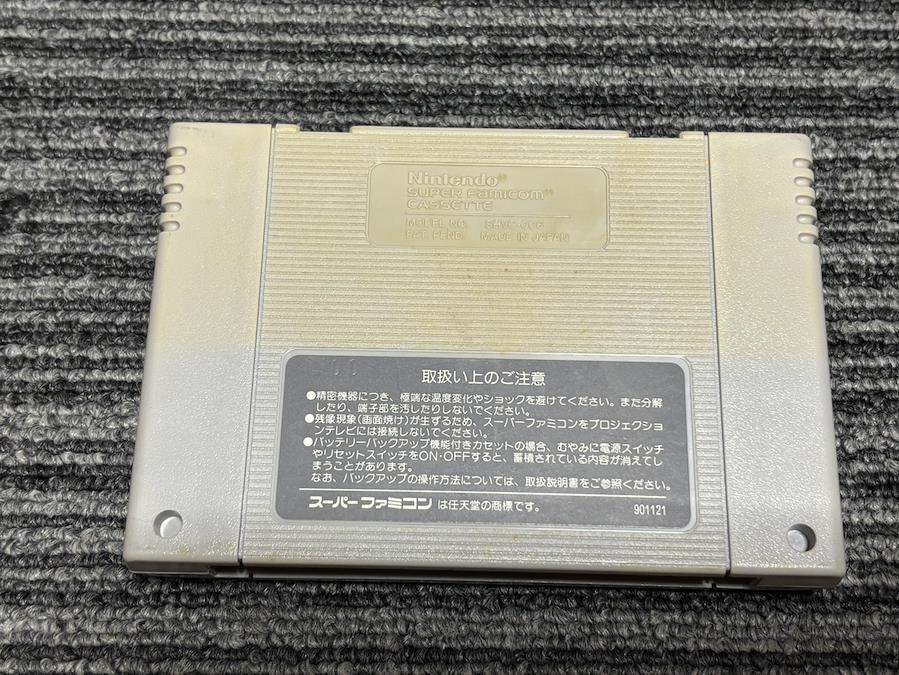 Nintendo®
SUPER Famicom®
CASSETTE
MODEL NO. SHVC-006
PAT. PEND. MADE IN JAPAN
取扱い上のご注意
●精密機器につき、極端な温度変化やショックを避けてください。また分解
したり、端子部を汚したりしないでください。
●残像現象(画面焼け)が生ずるため、スーパーファミコンをプロジェクショ
ンテレビには接続しないでください。
●バッテリーバックアップ機能付きカセットの場合、むやみに電源スイッチ
やリセットスイッチをON・OFFすると、蓄積されている内容が消えてし
まうことがあります。
なお、バックアップの操作方法については、取扱説明書をご参照ください。
スーパーファミコン は任天堂の商標です。
901121